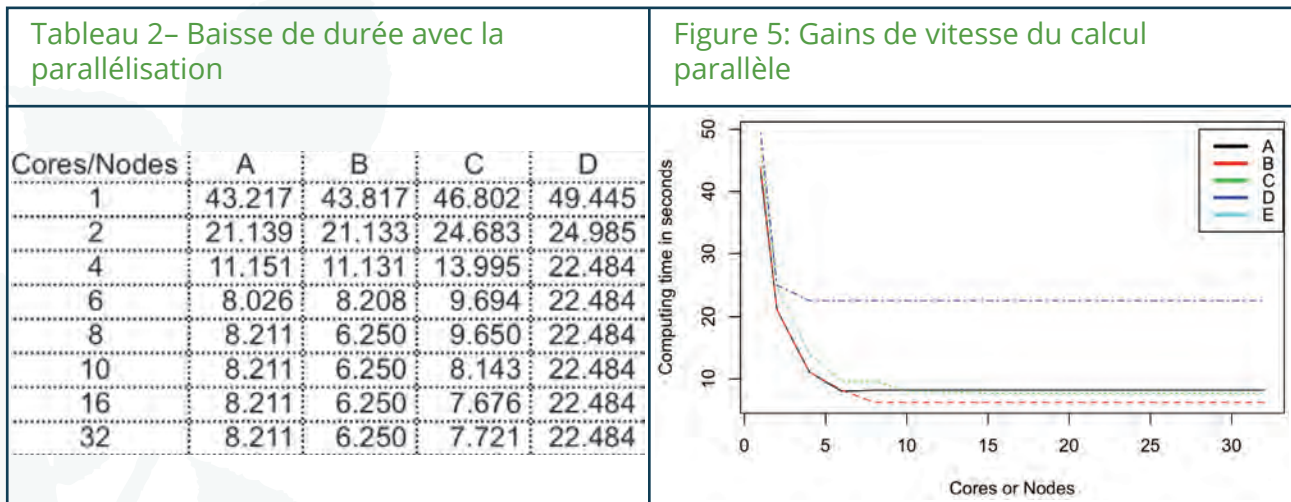 Tableau 2– Baisse de durée avec la
parallélisation
Figure 5: Gains de vitesse du calcul
parallèle
Cores/Nodes A B C D
1 43.217 43.817 46.802 49.445
2 21.139 21.133 24.683 24.985
4 11.151 11.131 13.995 22.484
6 8.026 8.208 9.694 22.484
8 8.211 6.250 9.650 22.484
10 8.211 6.250 8.143 22.484
16 8.211 6.250 7.676 22.484
32 8.211 6.250 7.721 22.484
Computing time in seconds
50
40
30
20
10
0 5 10 15 20 25 30
Cores or Nodes
A
B
C
D
E